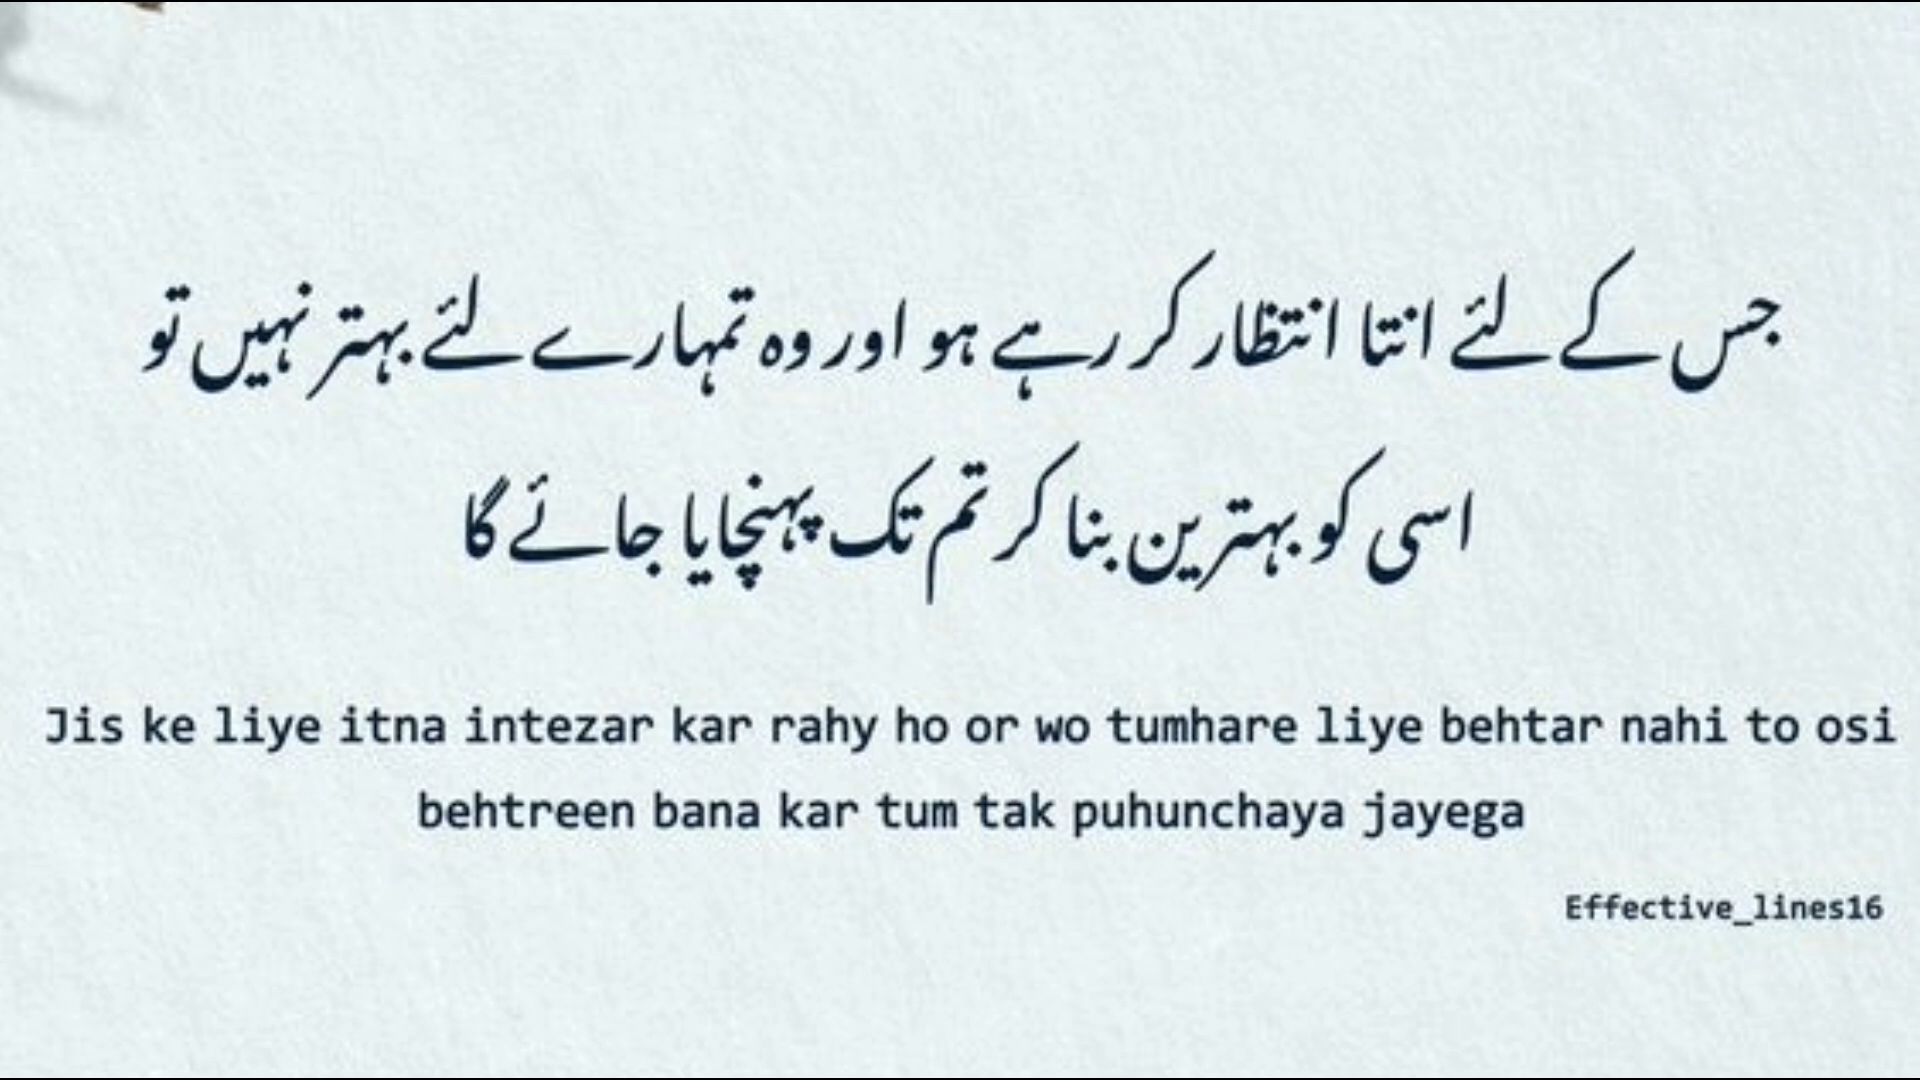 جس کے لئے انتا انتظار کر رہے ہو اور وہ تمہارے لئے بہتر نہیں تو
اسی کو بہترین بنا کر تم تک پہنچایا جائے گا
Jis ke liye itna intezar kar rahy ho or wo tumhare liye behtar nahi to osi
behtreen bana kar tum tak puhunchaya jayega
Effective_lines16